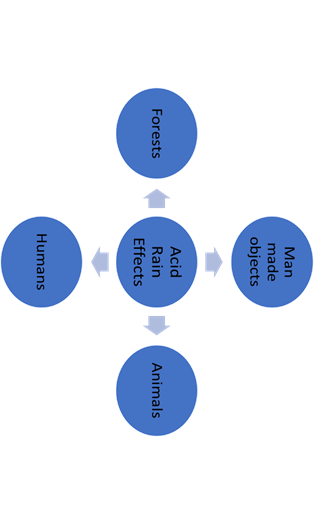 Man
made
objects
Forests
Acid
Rain
Effects
Animals
Humans